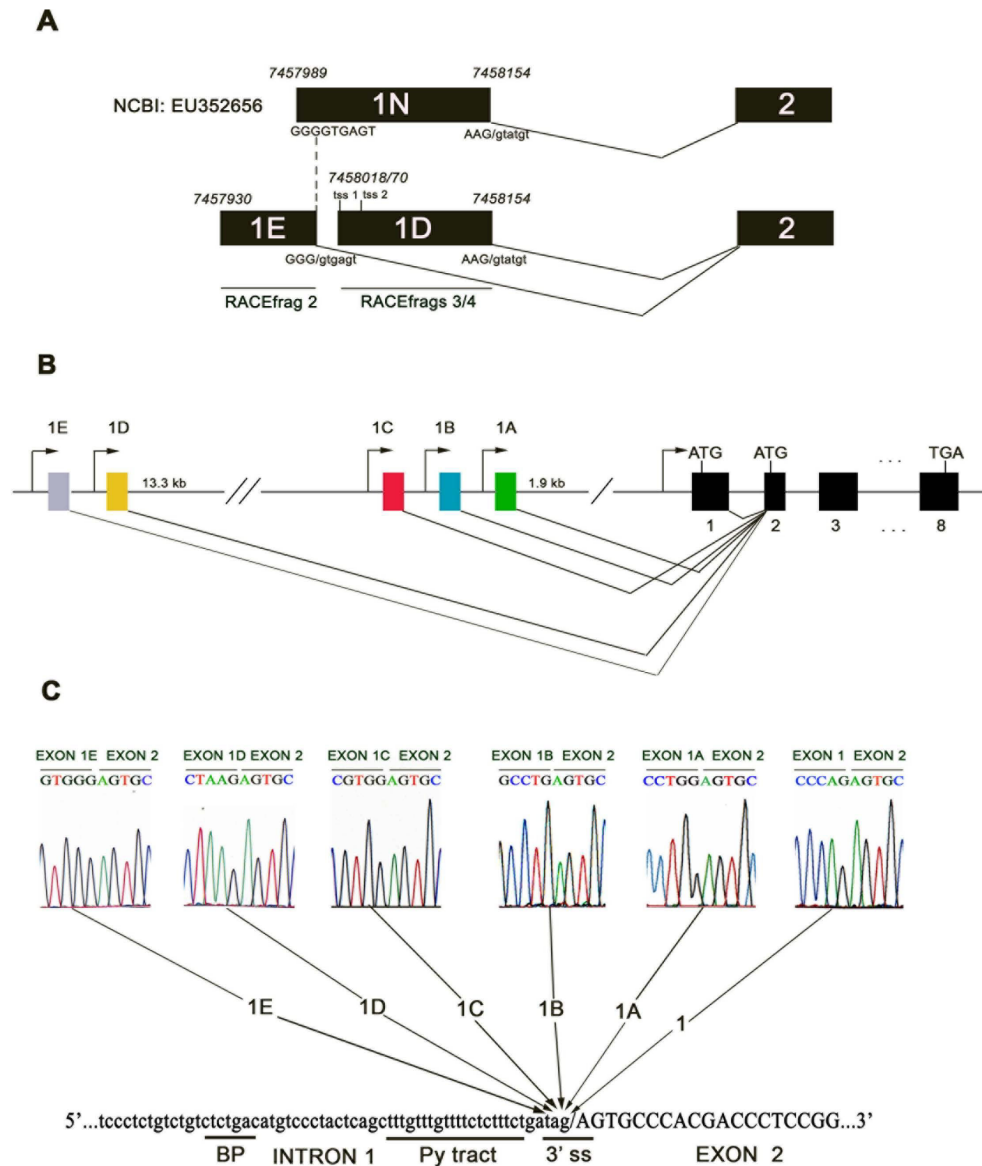 A
7457989 7458154
NCBI: EU352656 1N 2
GGGGTGAGT AAG/gtatgt
7458018/70
7457930 tss 1 tss 2 7458154
1E 1D 2
GGG/gtgagt AAG/gtatgt
RACEfrag 2 RACEfrags 3/4
B
1E 1D 1C 1B 1A ATG ATG ... TGA
13.3 kb 1.9 kb
1 2 3 ... 8
C
EXON 1E EXON 2 EXON 1D EXON 2 EXON 1C EXON 2 EXON 1B EXON 2 EXON 1A EXON 2 EXON 1 EXON 2
GTGGGAGTGC CTAAGAGTGC CGTGGAGTGC GCCTGAGTGC CCTGGAGTGC CCCAGAGTGC
1E 1D 1C 1B 1A 1
5’...tccctctgtctgtctctgacatgtccctactcagctttgtttgttttctctttctgatag/AGTGCCCACGACCCTCCGG...3’
BP INTRON 1 Py tract 3’ ss EXON 2